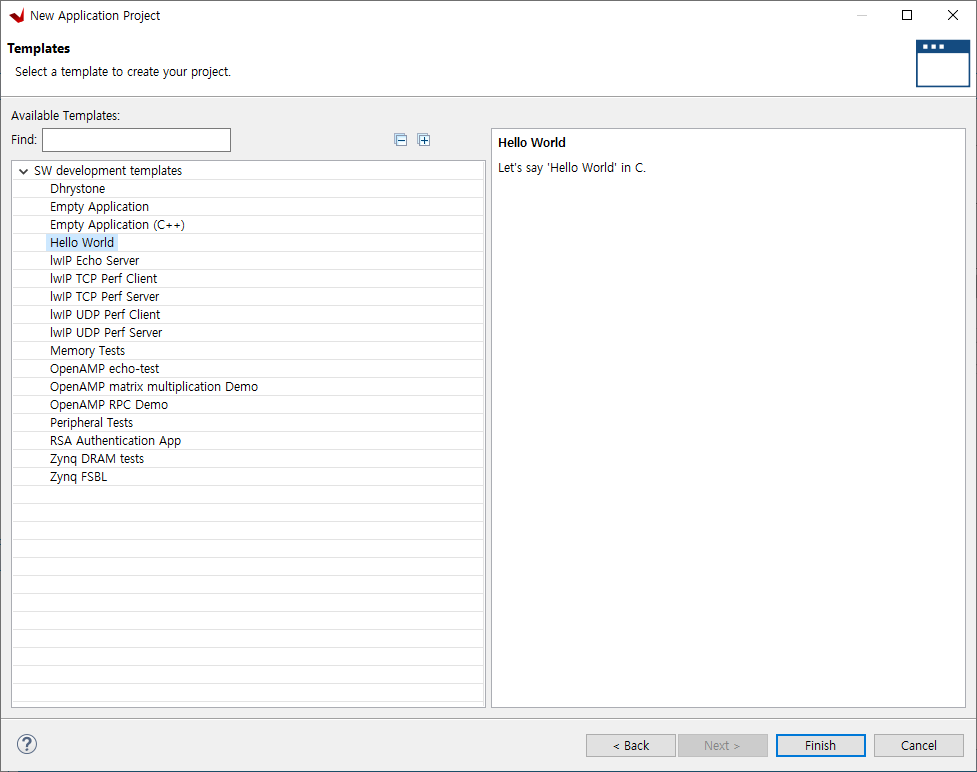 New Application Project
Templates
Select a template to create your project.
Available Templates:
Find:
SW development templates
Dhrystone
Empty Application
Empty Application (C++)
Hello World
lwIP Echo Server
lwIP TCP Perf Client
lwIP TCP Perf Server
lwIP UDP Perf Client
lwIP UDP Perf Server
Memory Tests
OpenAMP echo-test
OpenAMP matrix multiplication Demo
OpenAMP RPC Demo
Peripheral Tests
RSA Authentication App
Zynq DRAM tests
Zynq FSBL
Hello World
Let's say 'Hello World' in C.
?
< Back
Next >
Finish
Cancel